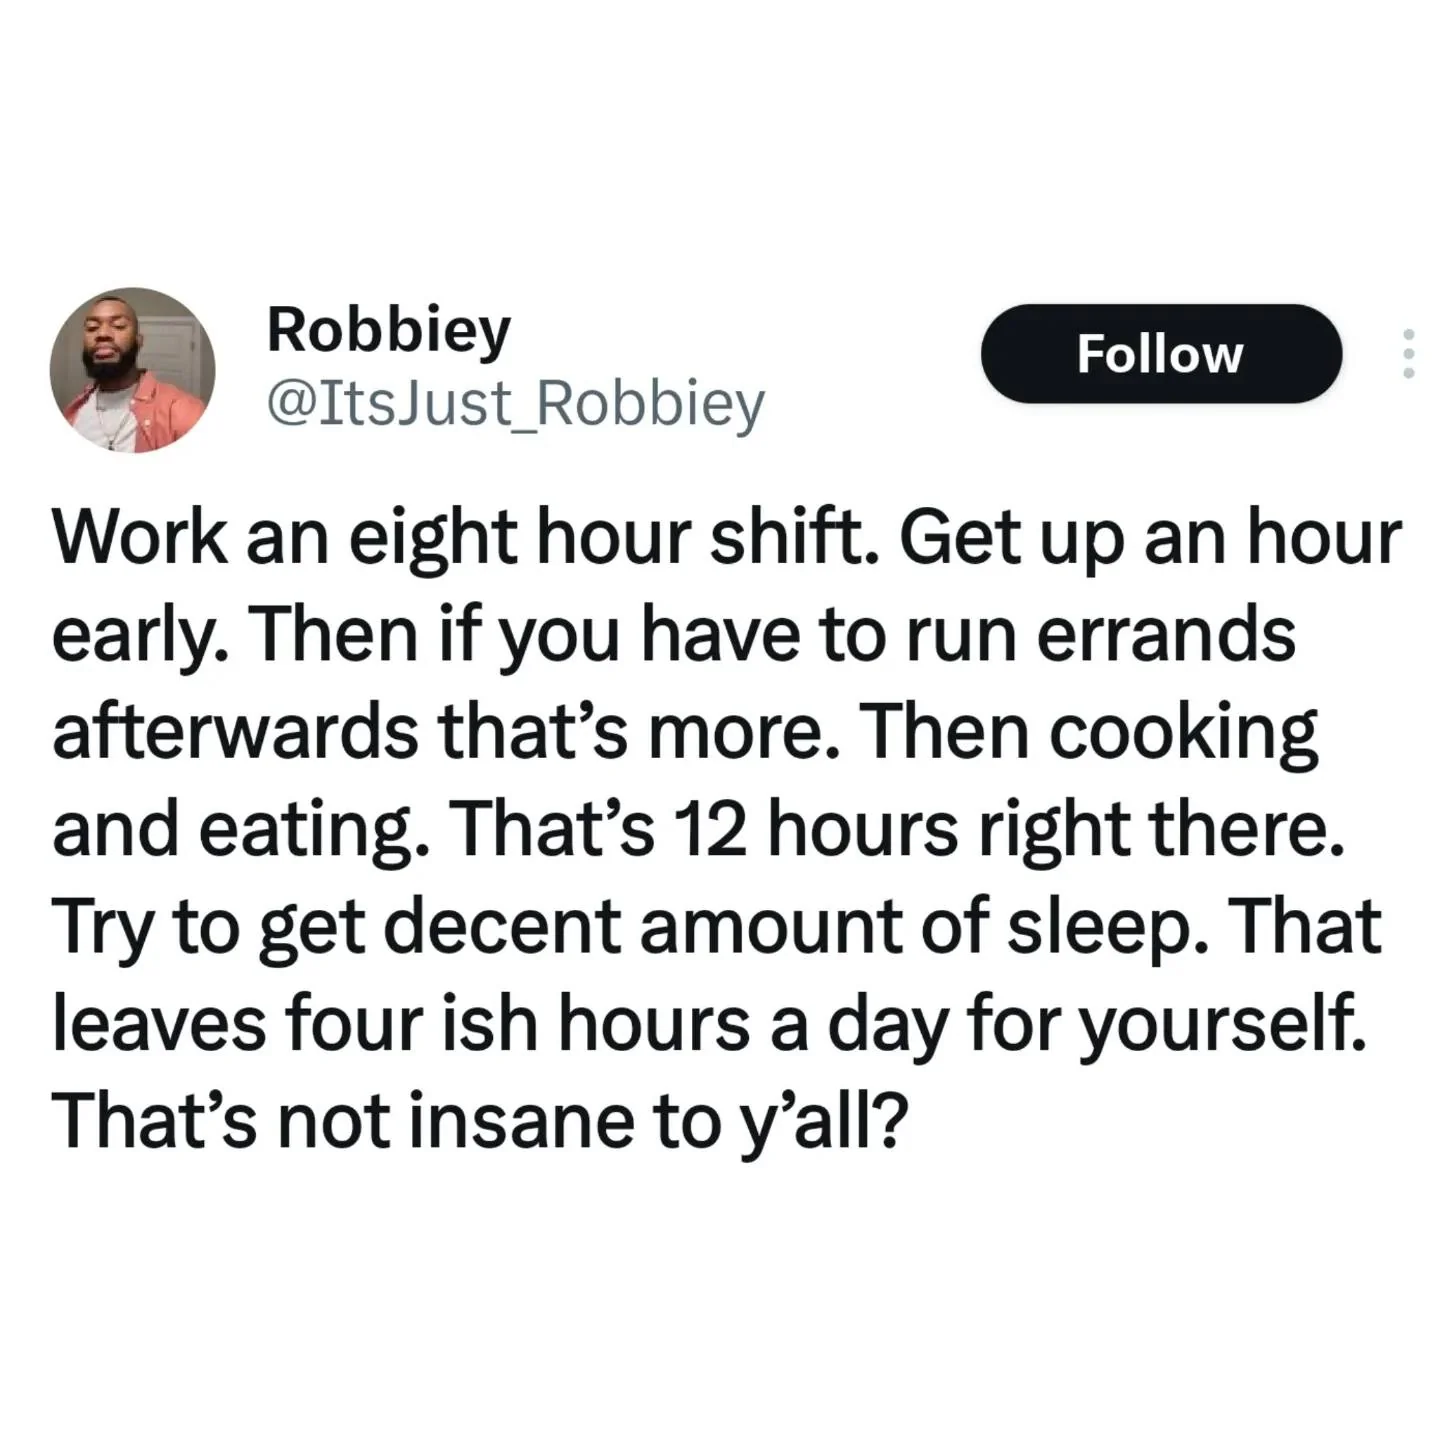 Robbiey
@ItsJust_Robbiey
Follow
Work an eight hour shift. Get up an hour
early. Then if you have to run errands
afterwards that’s more. Then cooking
and eating. That’s 12 hours right there.
Try to get decent amount of sleep. That
leaves four ish hours a day for yourself.
That’s not insane to y’all?